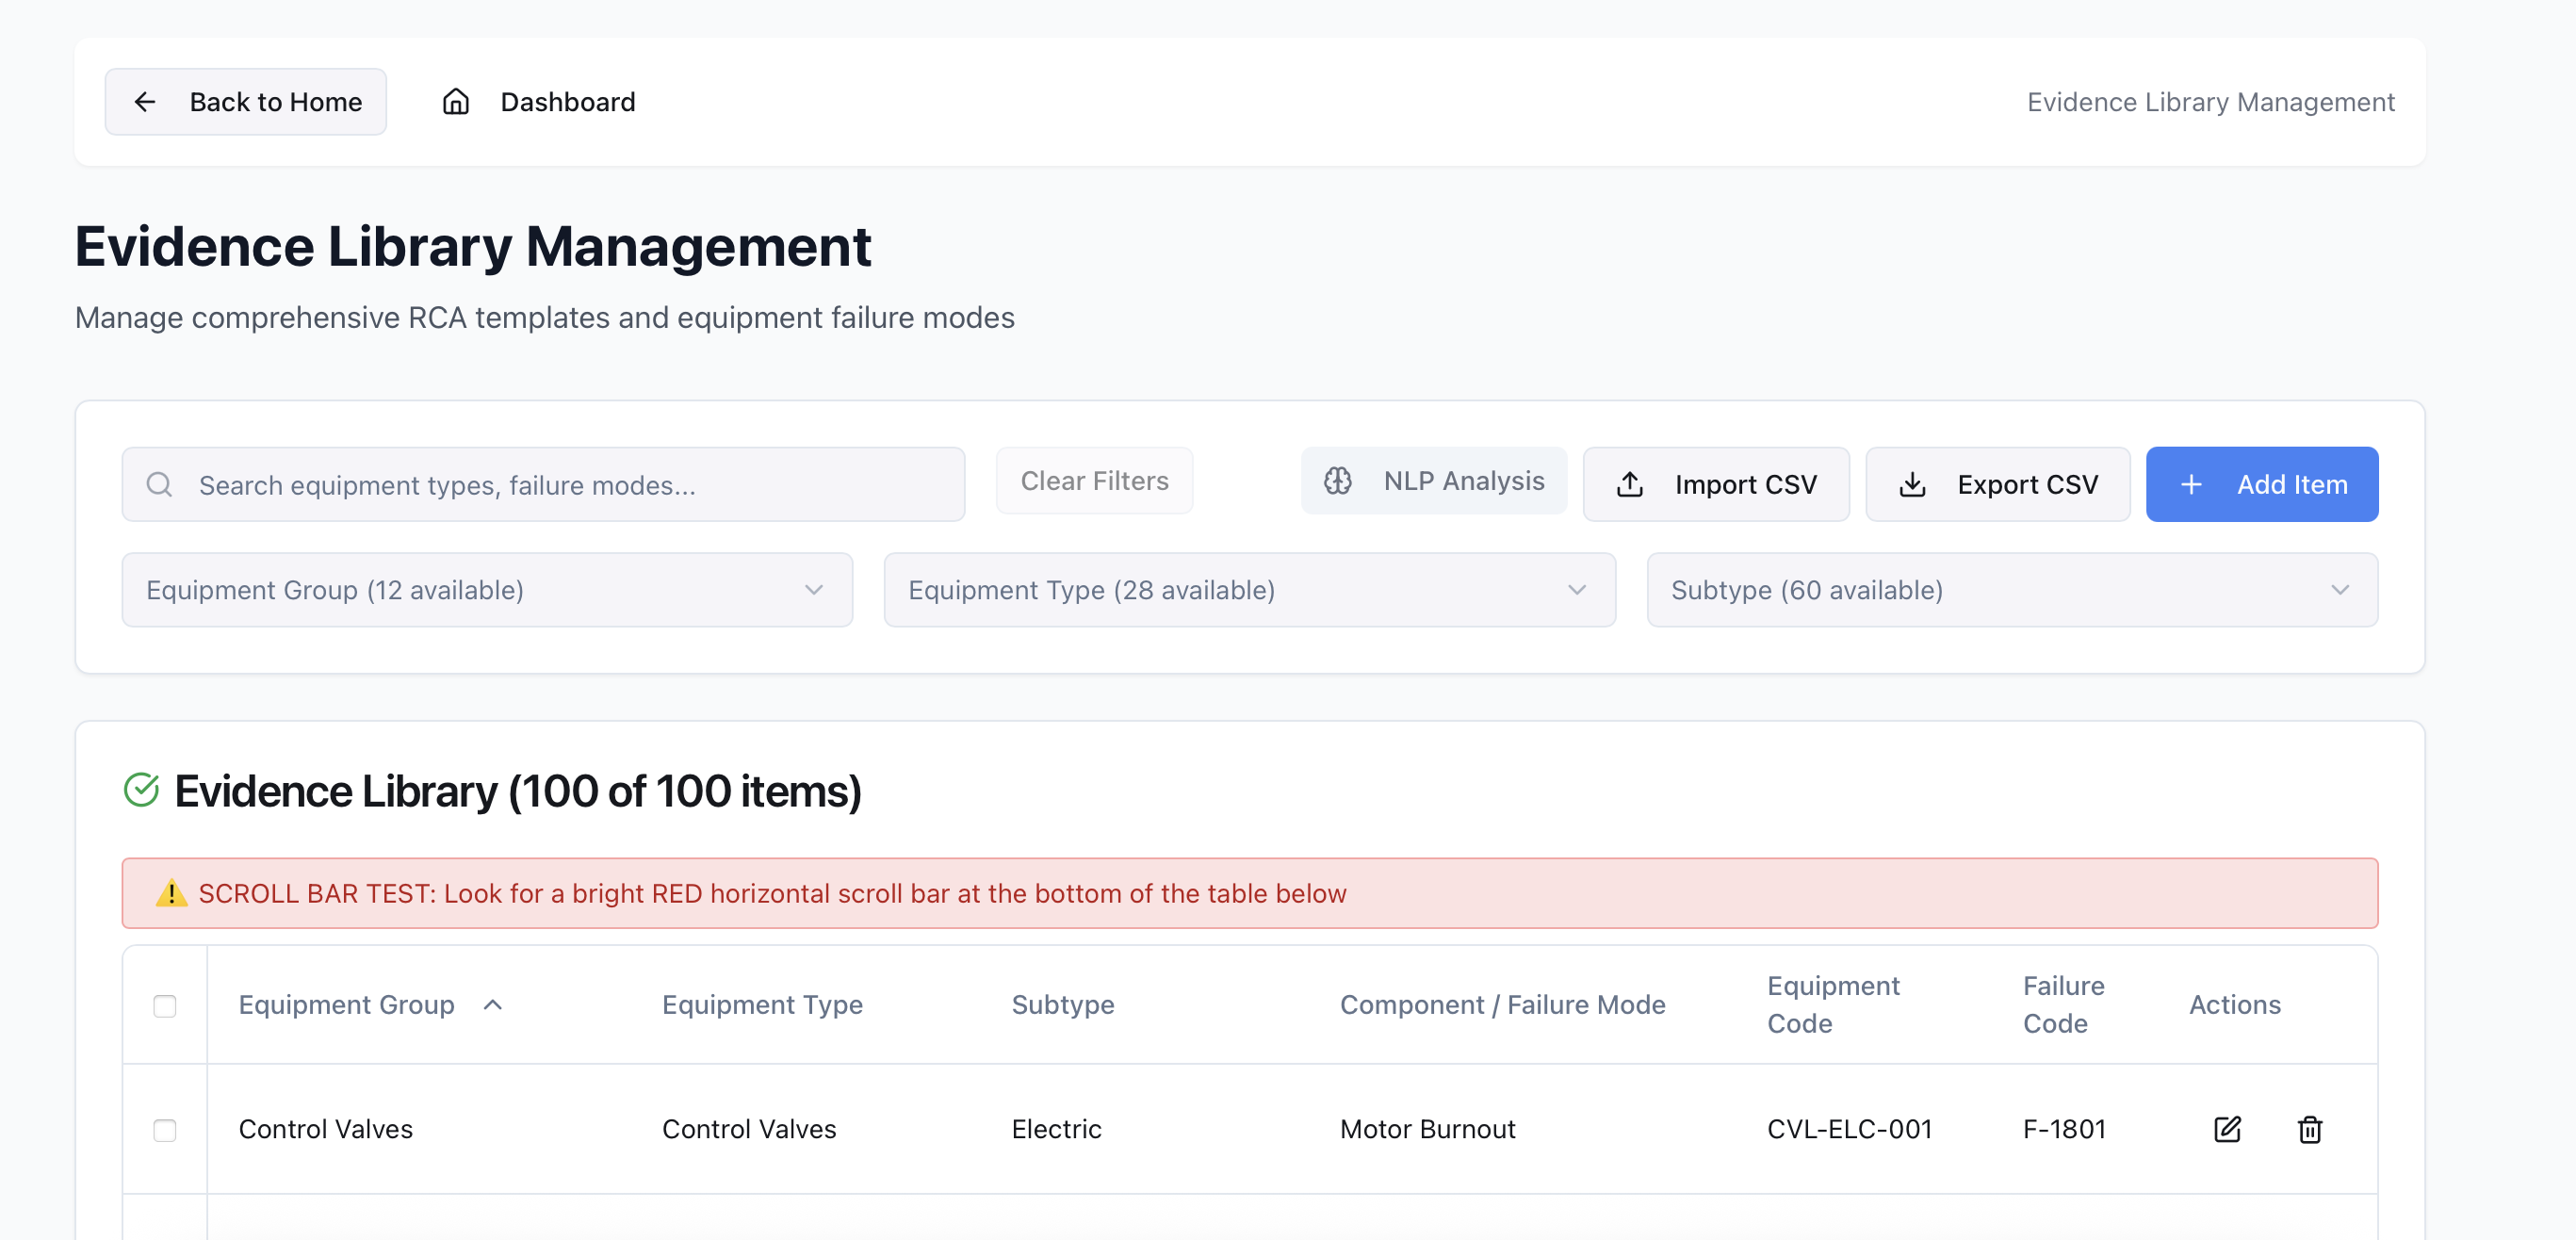 Back to Home
Dashboard
Evidence Library Management
Evidence Library Management
Manage comprehensive RCA templates and equipment failure modes
Search equipment types, failure modes...
Clear Filters
NLP Analysis
Import CSV
Export CSV
Add Item
Equipment Group (12 available)
Equipment Type (28 available)
Subtype (60 available)
Evidence Library (100 of 100 items)
⚠️ SCROLL BAR TEST: Look for a bright RED horizontal scroll bar at the bottom of the table below
Equipment Group
Equipment Type
Subtype
Component / Failure Mode
Equipment
Code
Failure
Code
Actions
Control Valves
Control Valves
Electric
Motor Burnout
CVL-ELC-001
F-1801